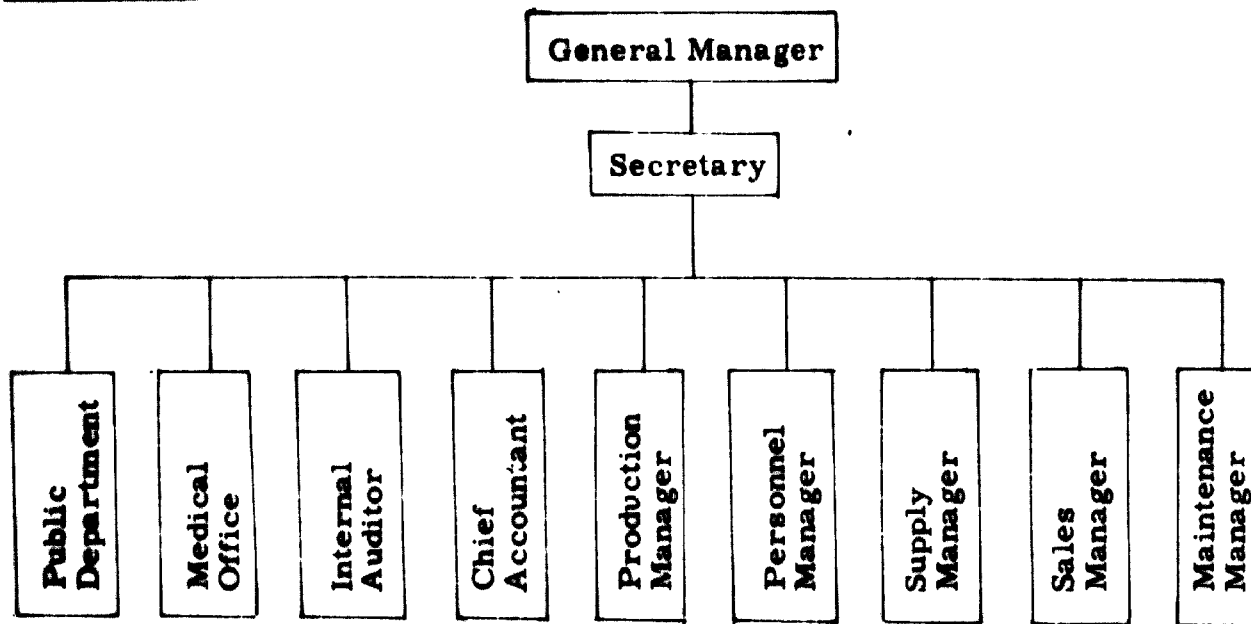 General Manager
Secretary
Public
Department
Medical
Office
Internal
Auditor
Chief
Accountant
Production
Manager
Personnel
Manager
Supply
Manager
Sales
Manager
Maintenance
Manager